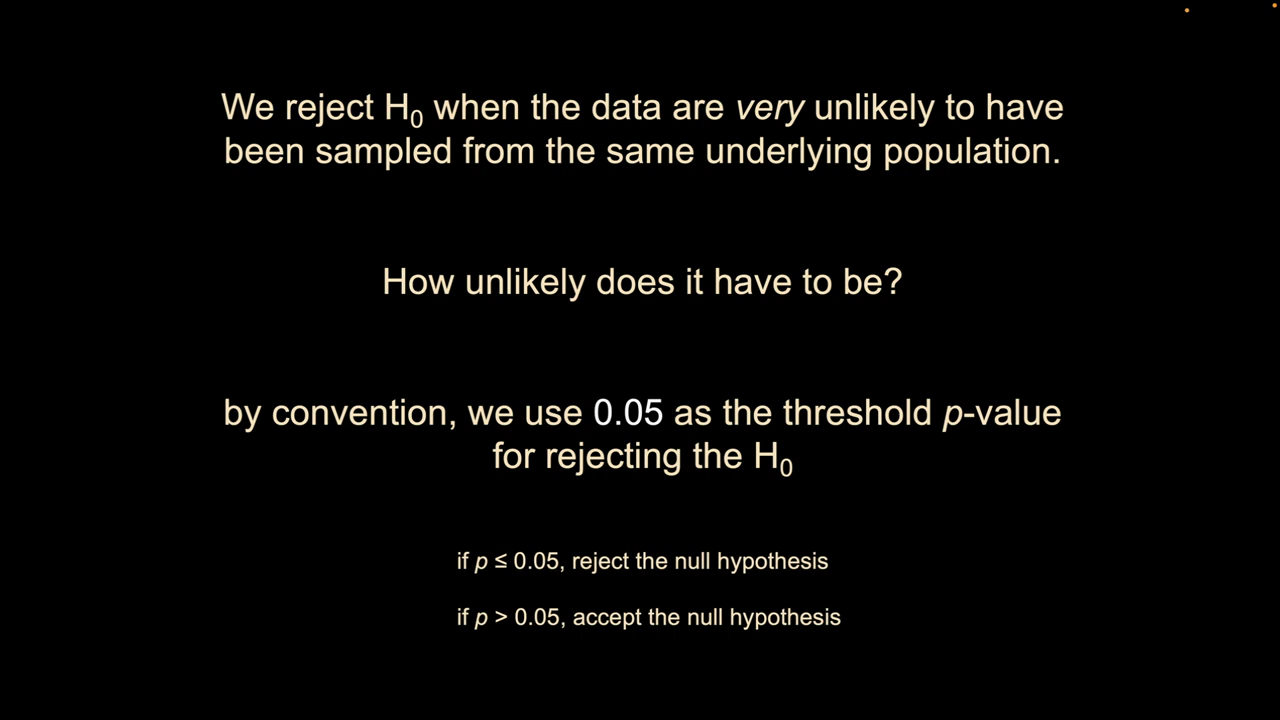 We reject H₀ when the data are very unlikely to have
been sampled from the same underlying population.
How unlikely does it have to be?
by convention, we use 0.05 as the threshold p-value
for rejecting the H₀
if p ≤ 0.05, reject the null hypothesis
if p > 0.05, accept the null hypothesis